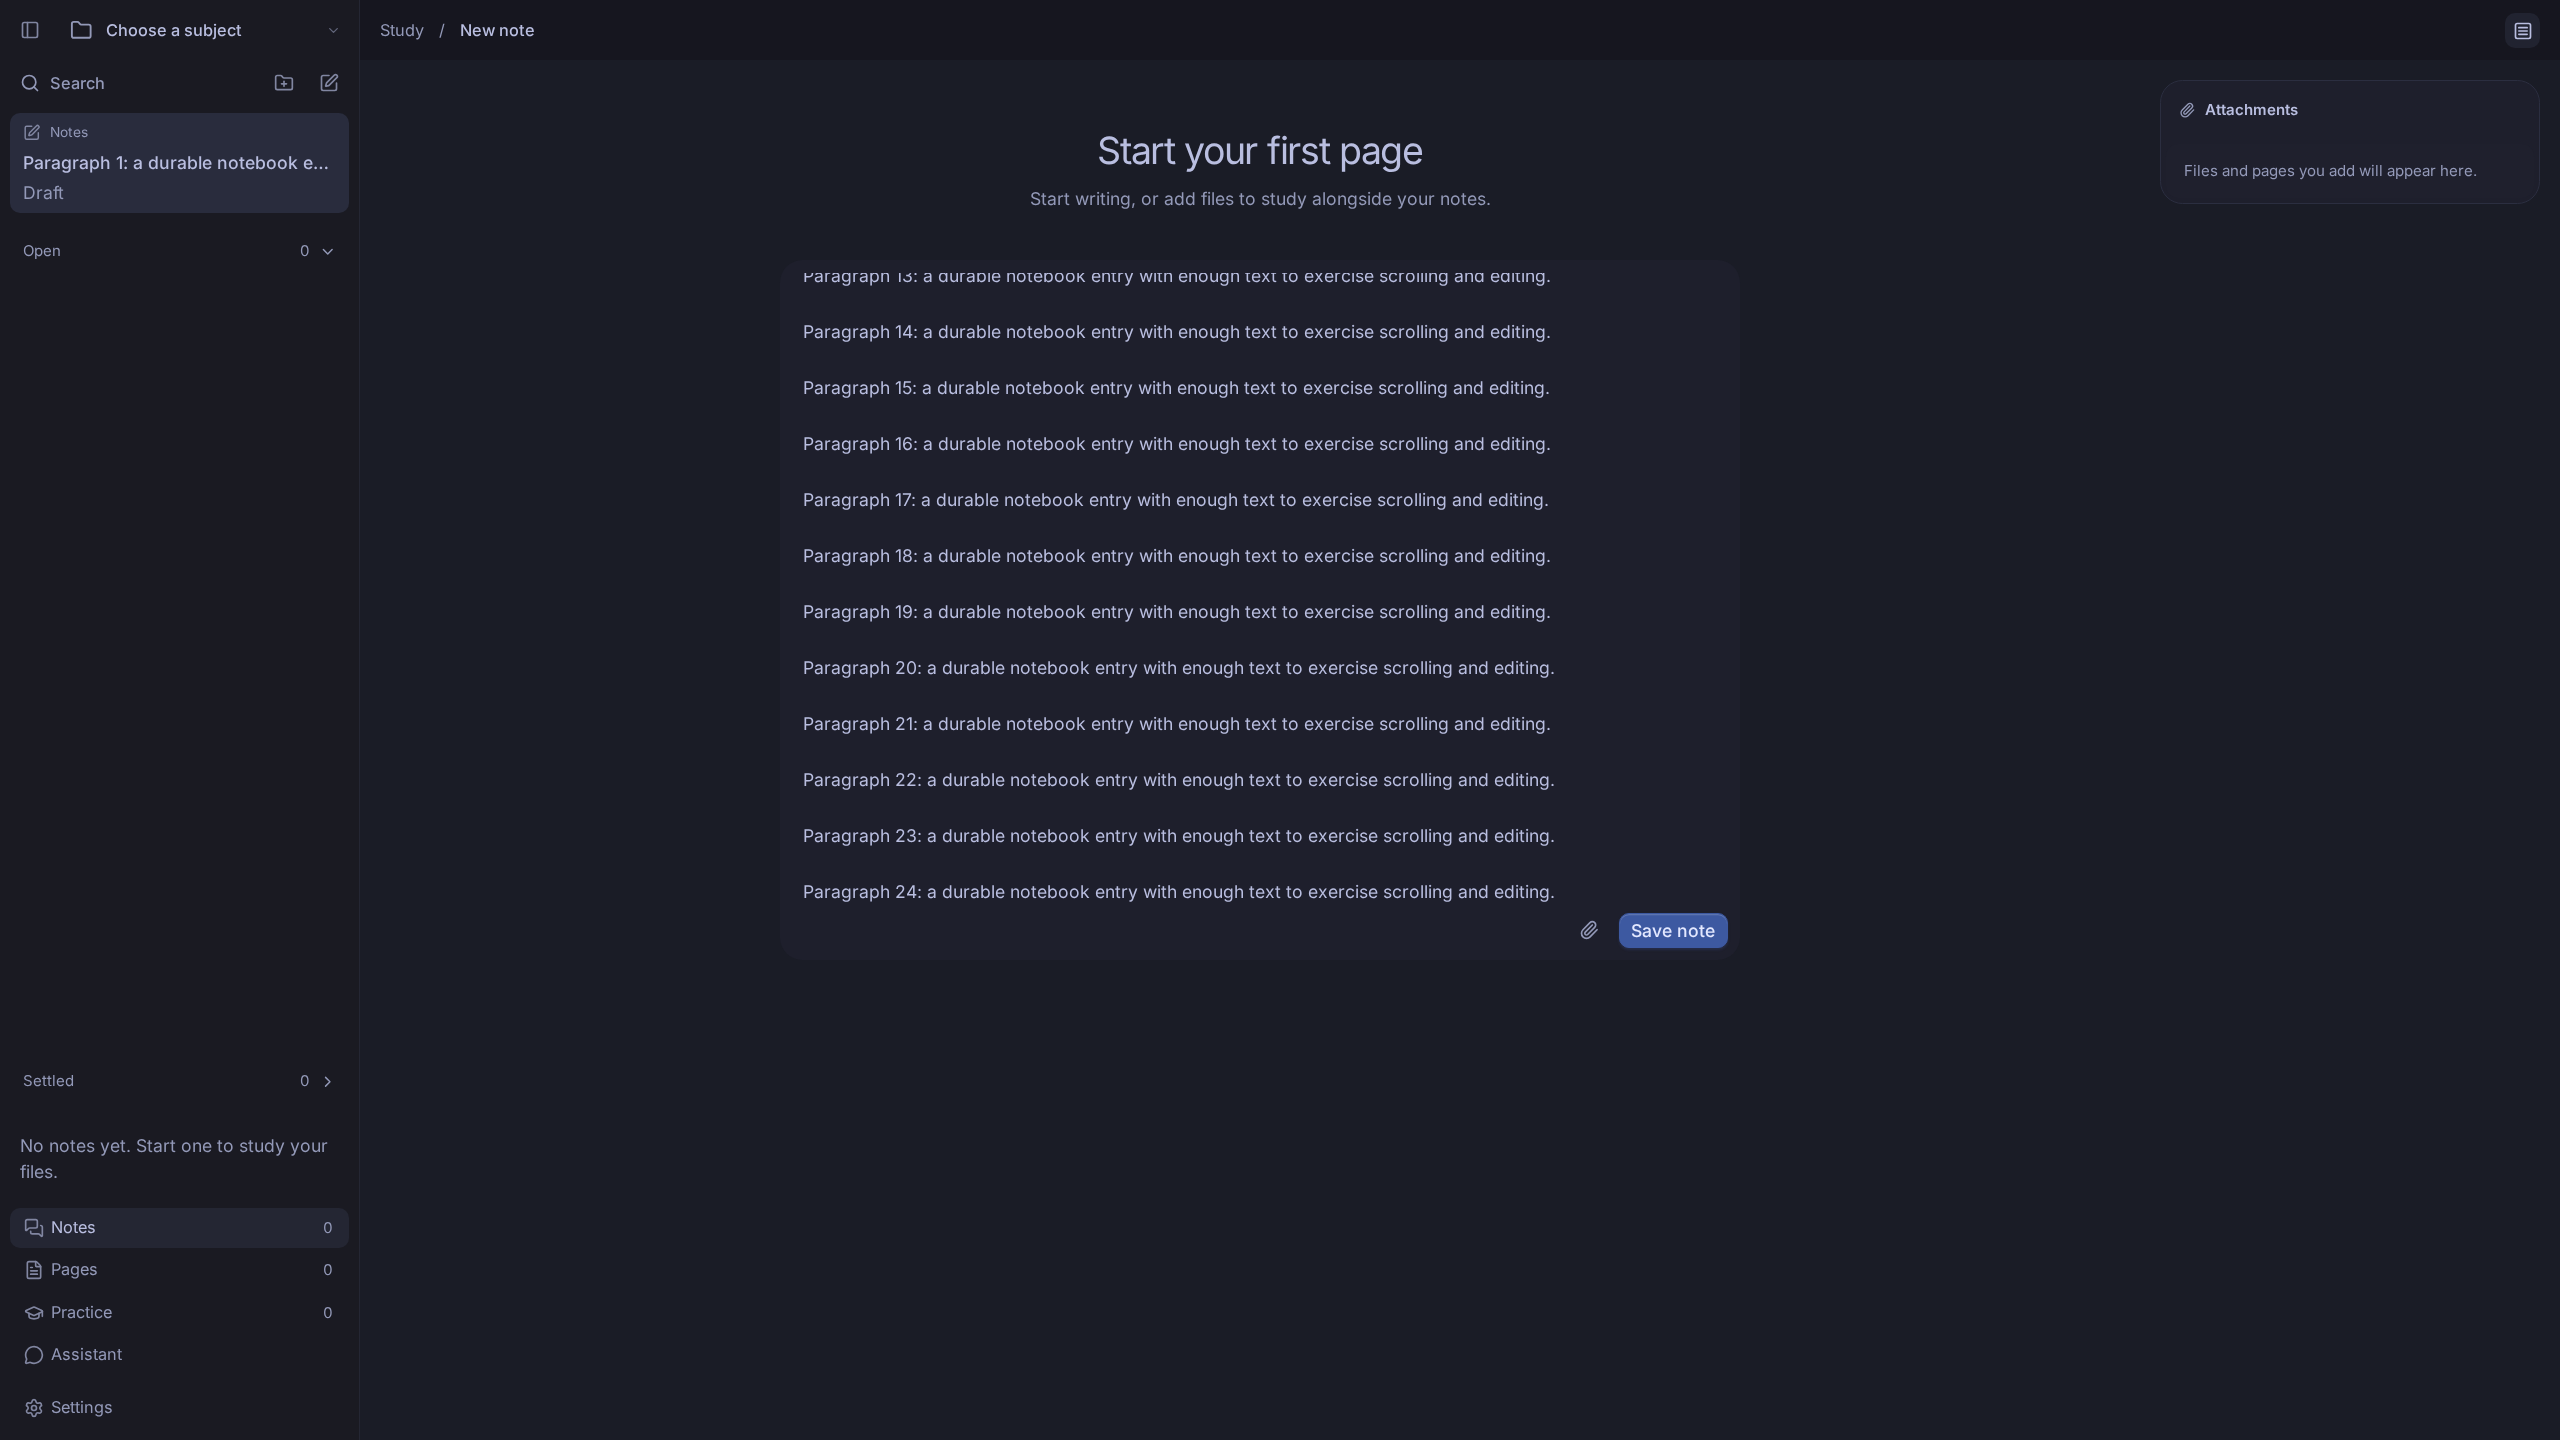 Choose a subject
Search
Notes
Paragraph 1: a durable notebook e...
Draft
Open 0
Settled 0
No notes yet. Start one to study your
files.
Notes 0
Pages 0
Practice 0
Assistant
Settings
Study / New note
Start your first page
Start writing, or add files to study alongside your notes.
Paragraph 13: a durable notebook entry with enough text to exercise scrolling and editing.
Paragraph 14: a durable notebook entry with enough text to exercise scrolling and editing.
Paragraph 15: a durable notebook entry with enough text to exercise scrolling and editing.
Paragraph 16: a durable notebook entry with enough text to exercise scrolling and editing.
Paragraph 17: a durable notebook entry with enough text to exercise scrolling and editing.
Paragraph 18: a durable notebook entry with enough text to exercise scrolling and editing.
Paragraph 19: a durable notebook entry with enough text to exercise scrolling and editing.
Paragraph 20: a durable notebook entry with enough text to exercise scrolling and editing.
Paragraph 21: a durable notebook entry with enough text to exercise scrolling and editing.
Paragraph 22: a durable notebook entry with enough text to exercise scrolling and editing.
Paragraph 23: a durable notebook entry with enough text to exercise scrolling and editing.
Paragraph 24: a durable notebook entry with enough text to exercise scrolling and editing.
Save note
Attachments
Files and pages you add will appear here.